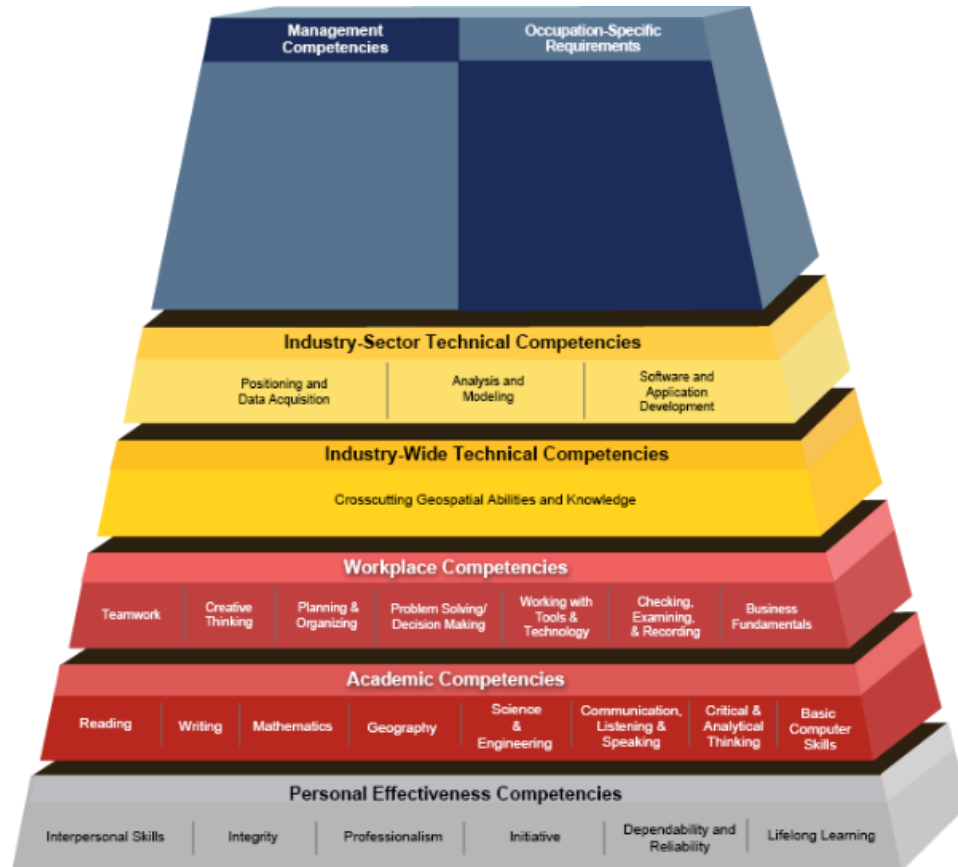 Management
Competencies
Occupation-Specific
Requirements
Industry-Sector Technical Competencies
Positioning and
Data Acquisition
Analysis and
Modeling
Software and
Application
Development
Industry-Wide Technical Competencies
Crosscutting Geospatial Abilities and Knowledge
Workplace Competencies
Teamwork
Creative
Thinking
Planning &
Organizing
Problem Solving/
Decision Making
Working with
Tools &
Technology
Checking,
Examining,
& Recording
Business
Fundamentals
Academic Competencies
Reading
Writing
Mathematics
Geography
Science
&
Engineering
Communication,
Listening &
Speaking
Critical &
Analytical
Thinking
Basic
Computer
Skills
Personal Effectiveness Competencies
Interpersonal Skills
Integrity
Professionalism
Initiative
Dependability and
Reliability
Lifelong Learning